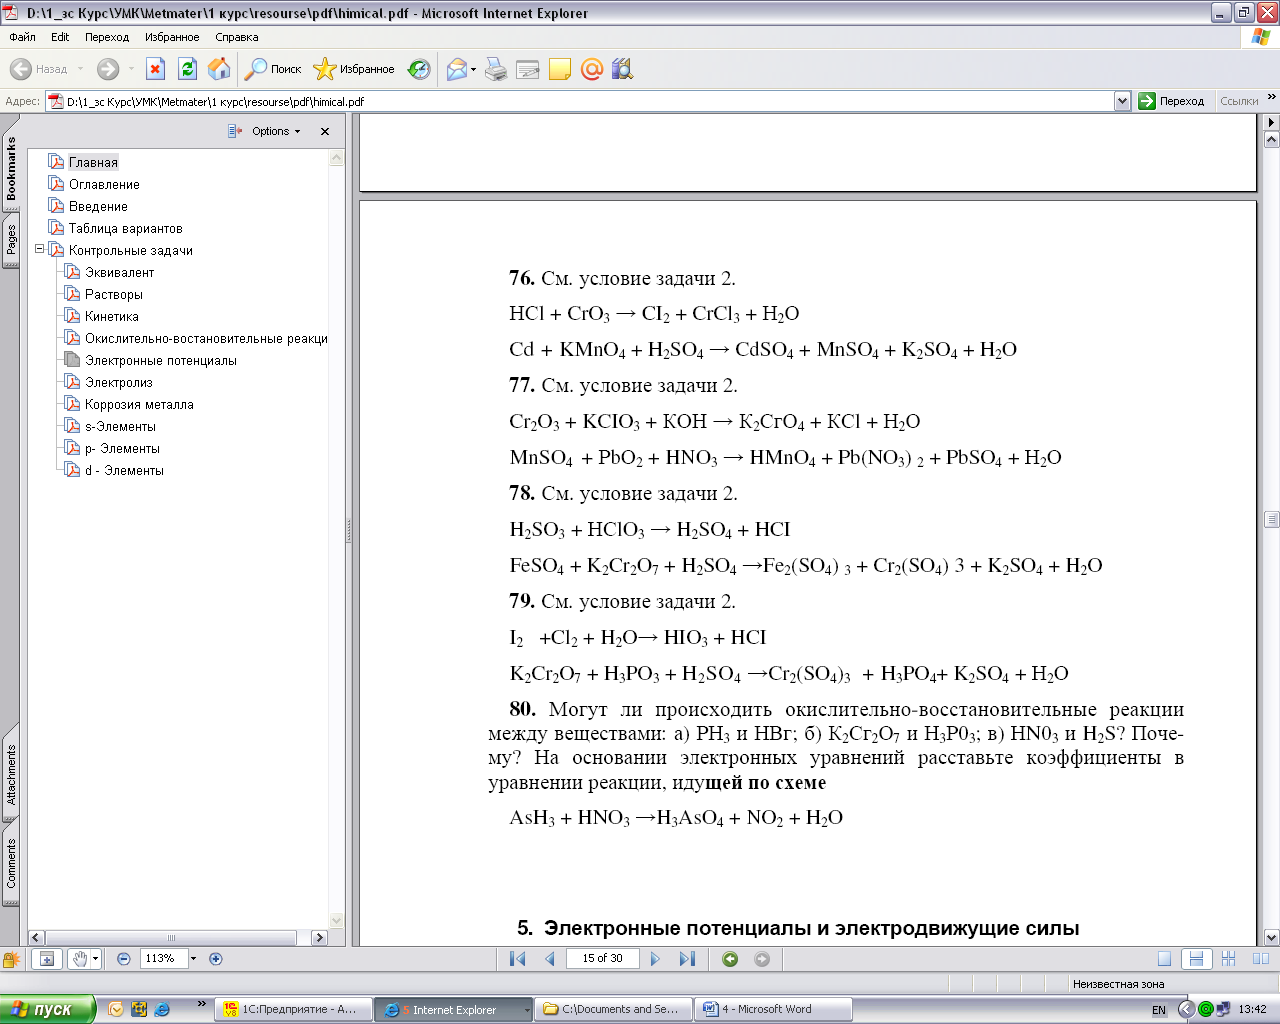 D:\1_зс Курс\УМК\Metmater\1 курс\resourse\pdf\himical.pdf - Microsoft Internet Explorer
Файл Edit Переход Избранное Справка
Назад Поиск Избранное
Адрес: D:\1_зс Курс\УМК\Metmater\1 курс\resourse\pdf\himical.pdf Переход Ссылки »
Options
Bookmarks
Pages
Attachments
Comments
Главная
Оглавление
Введение
Таблица вариантов
Контрольные задачи
Эквивалент
Растворы
Кинетика
Окислительно-востановительные реакци
Электронные потенциалы
Электролиз
Коррозия металла
s-Элементы
p- Элементы
d - Элементы
76. См. условие задачи 2.
HCl + CrO₃ → CI₂ + CrCl₃ + H₂O
Cd + KMnO₄ + H₂SO₄ → CdSO₄ + MnSO₄ + K₂SO₄ + H₂O
77. См. условие задачи 2.
Cr₂O₃ + KCIO₃ + KOH → K₂CrO₄ + KCl + H₂O
MnSO₄ + PbO₂ + HNO₃ → HMnO₄ + Pb(NO₃) ₂ + PbSO₄ + H₂O
78. См. условие задачи 2.
H₂SO₃ + HClO₃ → H₂SO₄ + HCI
FeSO₄ + K₂Cr₂O₇ + H₂SO₄ →Fe₂(SO₄) ₃ + Cr₂(SO₄) 3 + K₂SO₄ + H₂O
79. См. условие задачи 2.
I₂ +Cl₂ + H₂O→ HIO₃ + HCI
K₂Cr₂O₇ + H₃PO₃ + H₂SO₄ →Cr₂(SO₄)₃ + H₃PO₄+ K₂SO₄ + H₂O
80. Могут ли происходить окислительно-восстановительные реакции
между веществами: а) PH₃ и HBг; б) K₂Cг₂O₇ и H₃P0₃; в) HN0₃ и H₂S? Поче-
му? На основании электронных уравнений расставьте коэффициенты в
уравнении реакции, идущей по схеме
AsH₃ + HNO₃ →H₃AsO₄ + NO₂ + H₂O
5. Электронные потенциалы и электродвижущие силы
113% 15 of 30
Неизвестная зона
пуск » 1С:Предприятие - А... 5 Internet Explorer C:\Documents and Se... 4 - Microsoft Word EN 13:42